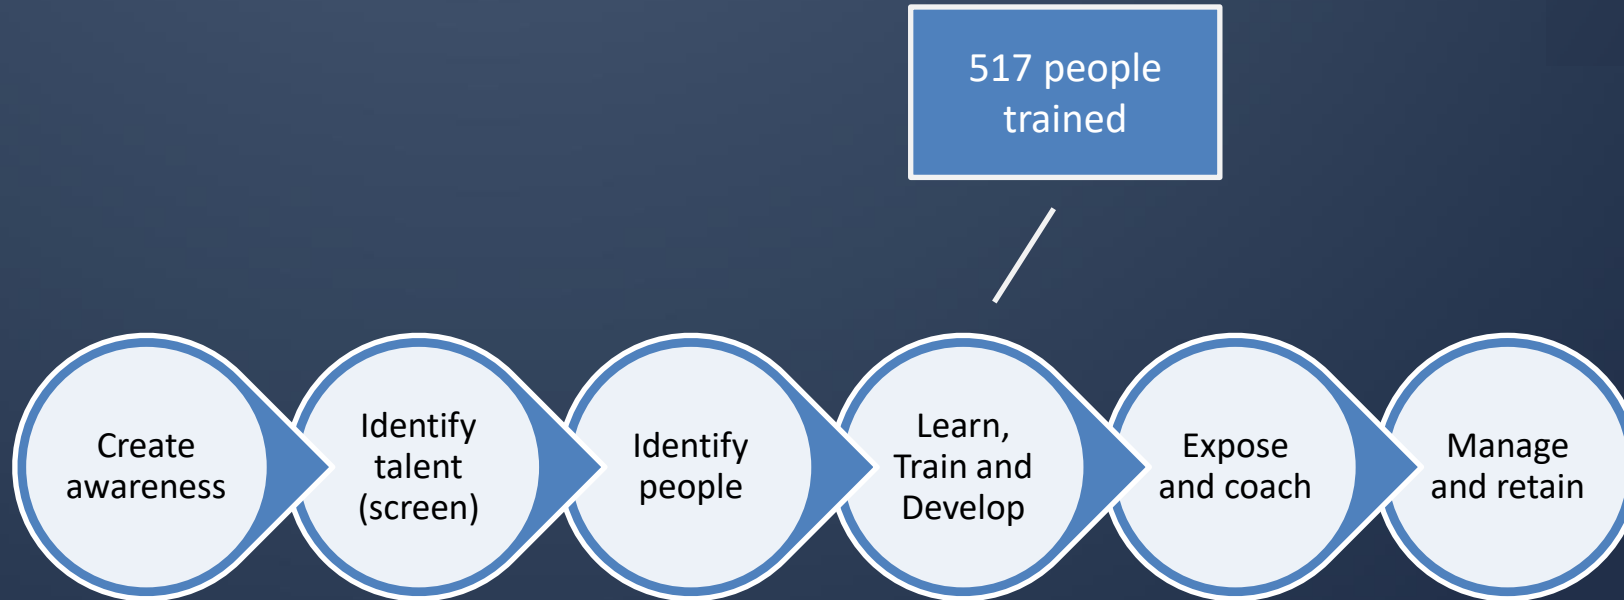 517 people
trained
Create
awareness
Identify
talent
(screen)
Identify
people
Learn,
Train and
Develop
Expose
and coach
Manage
and retain